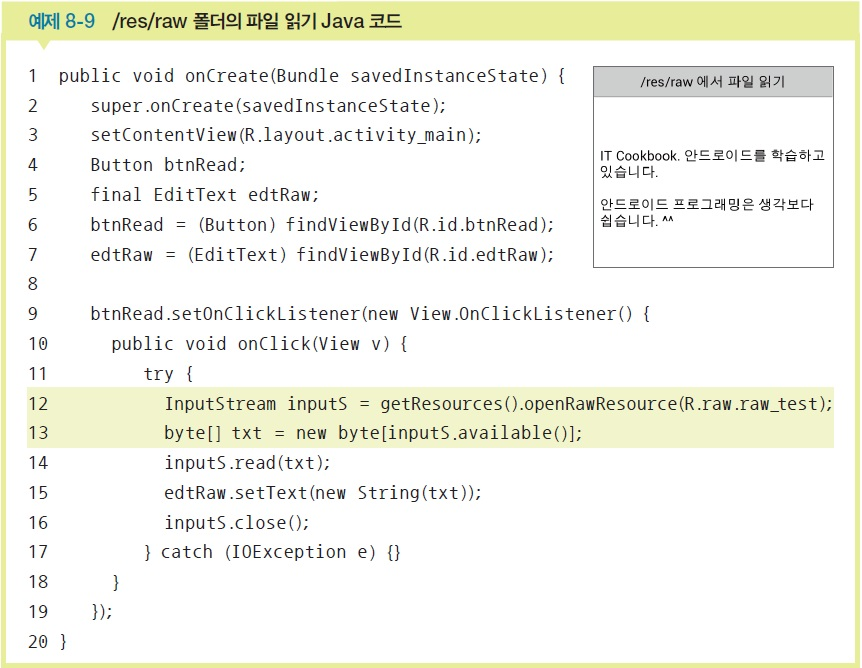 예제 8-9 /res/raw 폴더의 파일 읽기 Java 코드
1 public void onCreate(Bundle savedInstanceState) {
2 super.onCreate(savedInstanceState);
3 setContentView(R.layout.activity_main);
4 Button btnRead;
5 final EditText edtRaw;
6 btnRead = (Button) findViewById(R.id.btnRead);
7 edtRaw = (EditText) findViewById(R.id.edtRaw);
8
9 btnRead.setOnClickListener(new View.OnClickListener() {
10 public void onClick(View v) {
11 try {
12 InputStream inputS = getResources().openRawResource(R.raw.raw_test);
13 byte[] txt = new byte[inputS.available()];
14 inputS.read(txt);
15 edtRaw.setText(new String(txt));
16 inputS.close();
17 } catch (IOException e) {}
18 }
19 });
20 }
/res/raw 에서 파일 읽기
IT Cookbook. 안드로이드를 학습하고
있습니다.
안드로이드 프로그래밍은 생각보다
쉽습니다. ^^